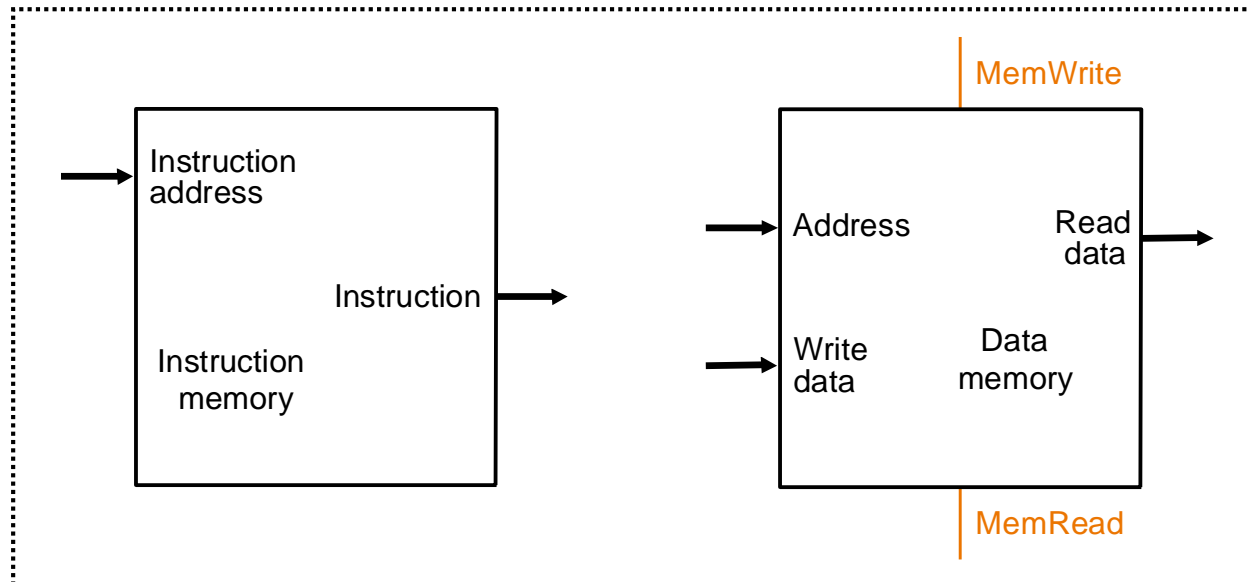 Instruction
address
Instruction
Instruction
memory
MemWrite
Address
Read
data
Write
data
Data
memory
MemRead